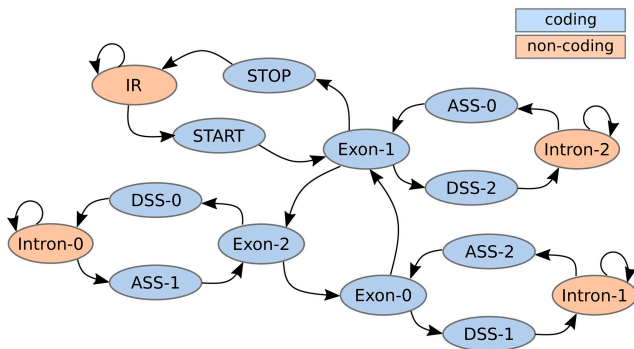 coding
non-coding
IR
STOP
START
Exon-1
ASS-0
Intron-2
DSS-2
DSS-0
Intron-0
Exon-2
ASS-1
ASS-2
Exon-0
Intron-1
DSS-1